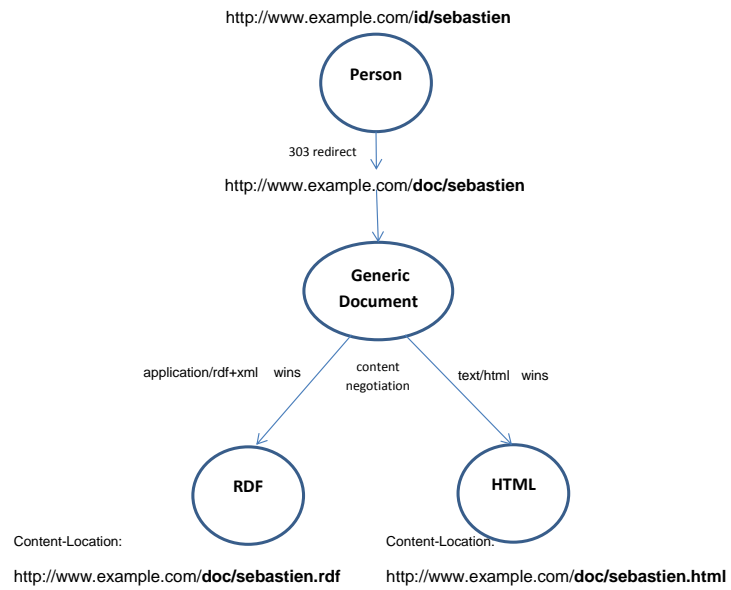 http://www.example.com/id/sebastien
Person
303 redirect
http://www.example.com/doc/sebastien
Generic
Document
application/rdf+xml wins
content
negotiation
text/html wins
RDF
HTML
Content-Location:
Content-Location:
http://www.example.com/doc/sebastien.rdf
http://www.example.com/doc/sebastien.html